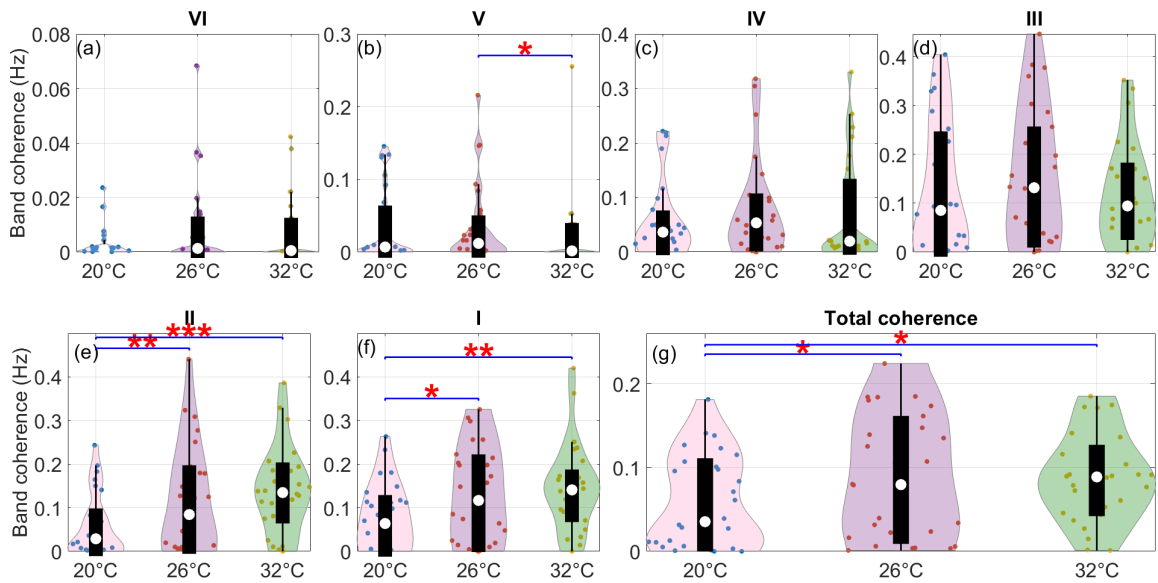 VI V IV III
(a) (b) (c) (d)
Band coherence (Hz)
0.08 0.06 0.04 0.02 0
0.3 0.2 0.1 0
0.4 0.3 0.2 0.1 0
0.4 0.3 0.2 0.1 0
*
20°C 26°C 32°C 20°C 26°C 32°C 20°C 26°C 32°C 20°C 26°C 32°C
II I Total coherence
(e) (f) (g)
*** ** ** * * *
Band coherence (Hz)
0.4 0.3 0.2 0.1 0
0.4 0.3 0.2 0.1 0
0.2 0.1 0
20°C 26°C 32°C 20°C 26°C 32°C 20°C 26°C 32°C